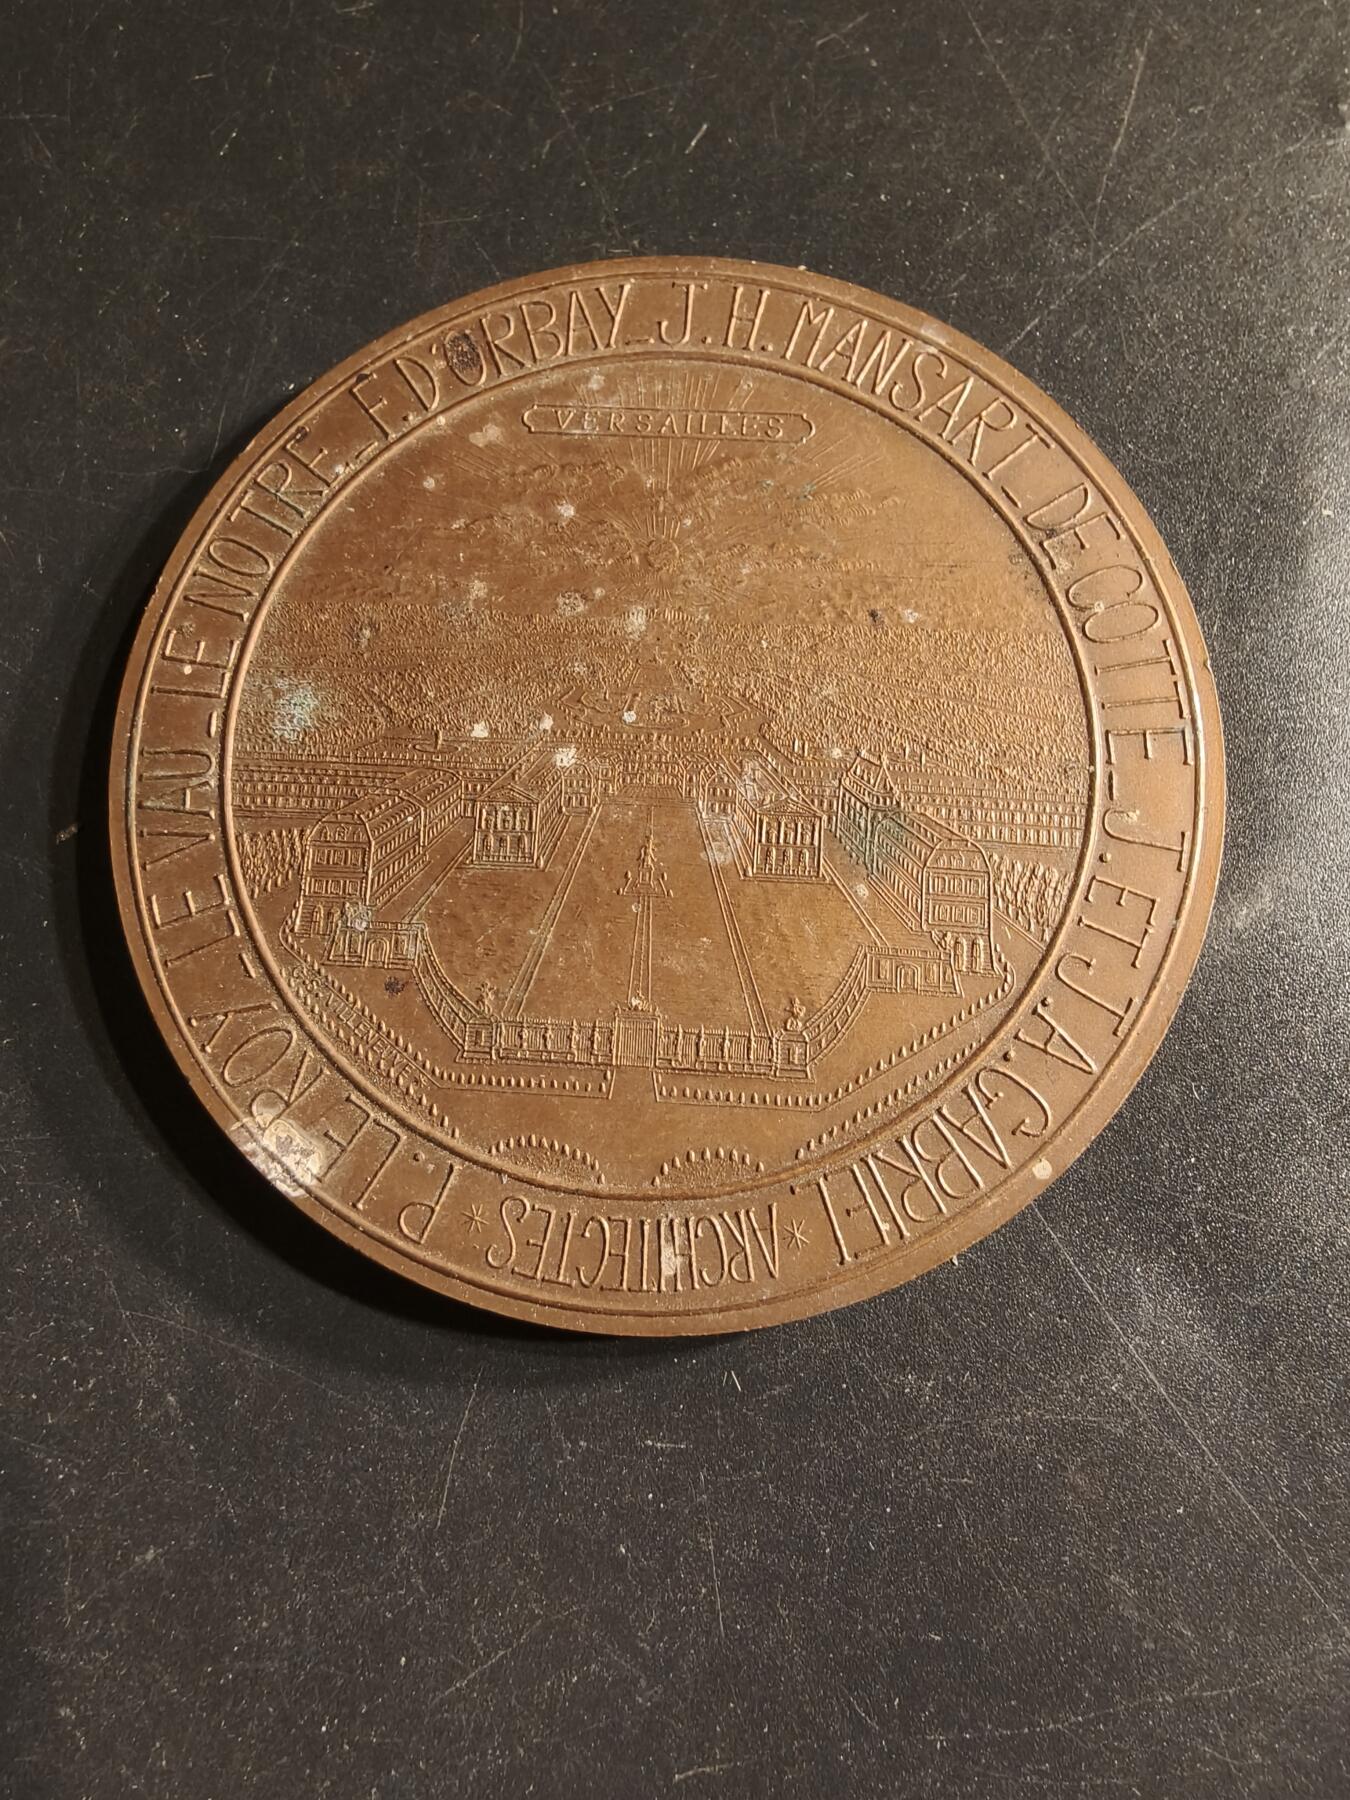 P. LE ROY _ LE VAU _ LE NOTRE _ F. D'ORBAY _ J. H. MANSART _ DE COTTE _ J. ET J. A. GABRIEL * ARCHITECTES *
VERSAILLES